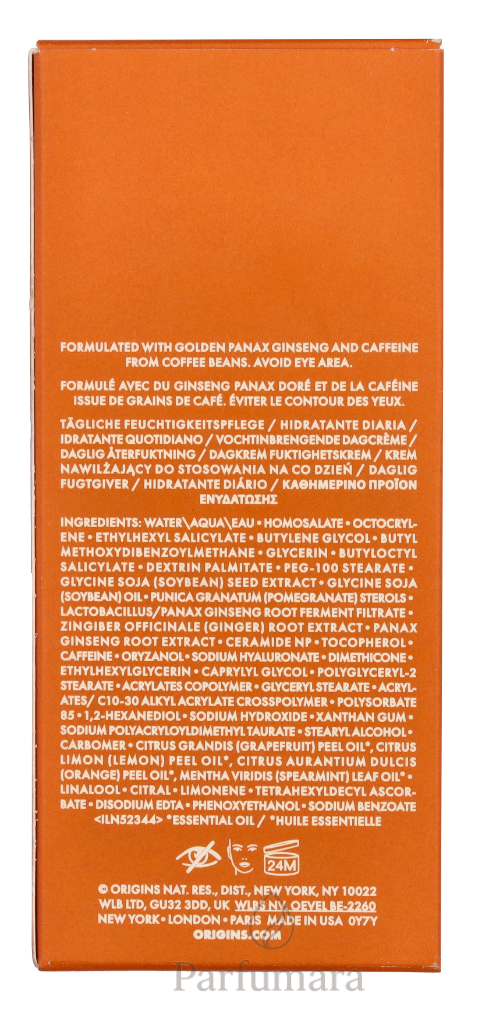 FORMULATED WITH GOLDEN PANAX GINSENG AND CAFFEINE
FROM COFFEE BEANS. AVOID EYE AREA.
FORMULÉ AVEC DU GINSENG PANAX DORÉ ET DE LA CAFÉINE
ISSUE DE GRAINS DE CAFÉ. ÉVITER LE CONTOUR DES YEUX.
TÄGLICHE FEUCHTIGKEITSPFLEGE / HIDRATANTE DIARIA /
IDRATANTE QUOTIDIANO / VOCHTINBRENGENDE DAGCRÈME /
DAGLIG ÅTERFUKTNING / DAGKREM FUKTIGHETSKREM / KREM
NAWILŻAJĄCY DO STOSOWANIA NA CO DZIEŃ / DAGLIG
FUGTGIVER / HIDRATANTE DIÁRIO / ΚΑΘΗΜΕΡΙΝΟ ΠΡΟΪΟΝ
ΕΝΥΔΑΤΩΣΗΣ
INGREDIENTS: WATER\AQUA\EAU • HOMOSALATE • OCTOCRYL-
ENE • ETHYLHEXYL SALICYLATE • BUTYLENE GLYCOL • BUTYL
METHOXYDIBENZOYLMETHANE • GLYCERIN • BUTYLOCTYL
SALICYLATE • DEXTRIN PALMITATE • PEG-100 STEARATE •
GLYCINE SOJA (SOYBEAN) SEED EXTRACT • GLYCINE SOJA
(SOYBEAN) OIL • PUNICA GRANATUM (POMEGRANATE) STEROLS •
LACTOBACILLUS/PANAX GINSENG ROOT FERMENT FILTRATE •
ZINGIBER OFFICINALE (GINGER) ROOT EXTRACT • PANAX
GINSENG ROOT EXTRACT • CERAMIDE NP • TOCOPHEROL •
CAFFEINE • ORYZANOL • SODIUM HYALURONATE • DIMETHICONE •
ETHYLHEXYLGLYCERIN • CAPRYLYL GLYCOL • POLYGLYCERYL-2
STEARATE • ACRYLATES COPOLYMER • GLYCERYL STEARATE • ACRYL-
ATES/ C10-30 ALKYL ACRYLATE CROSSPOLYMER • POLYSORBATE
85 • 1,2-HEXANEDIOL • SODIUM HYDROXIDE • XANTHAN GUM •
SODIUM POLYACRYLOYLDIMETHYL TAURATE • STEARYL ALCOHOL •
CARBOMER • CITRUS GRANDIS (GRAPEFRUIT) PEEL OIL*, CITRUS
LIMON (LEMON) PEEL OIL*, CITRUS AURANTIUM DULCIS
(ORANGE) PEEL OIL*, MENTHA VIRIDIS (SPEARMINT) LEAF OIL* •
LINALOOL • CITRAL • LIMONENE • TETRAHEXYLDECYL ASCOR-
BATE • DISODIUM EDTA • PHENOXYETHANOL • SODIUM BENZOATE
<ILN52344> *ESSENTIAL OIL / *HUILE ESSENTIELLE
24M
© ORIGINS NAT. RES., DIST., NEW YORK, NY 10022
WLB LTD, GU32 3DD, UK WLPS NV OEVEL BE-2260
NEW YORK • LONDON • PARIS MADE IN USA 0Y7Y
ORIGINS.COM
Parfumara